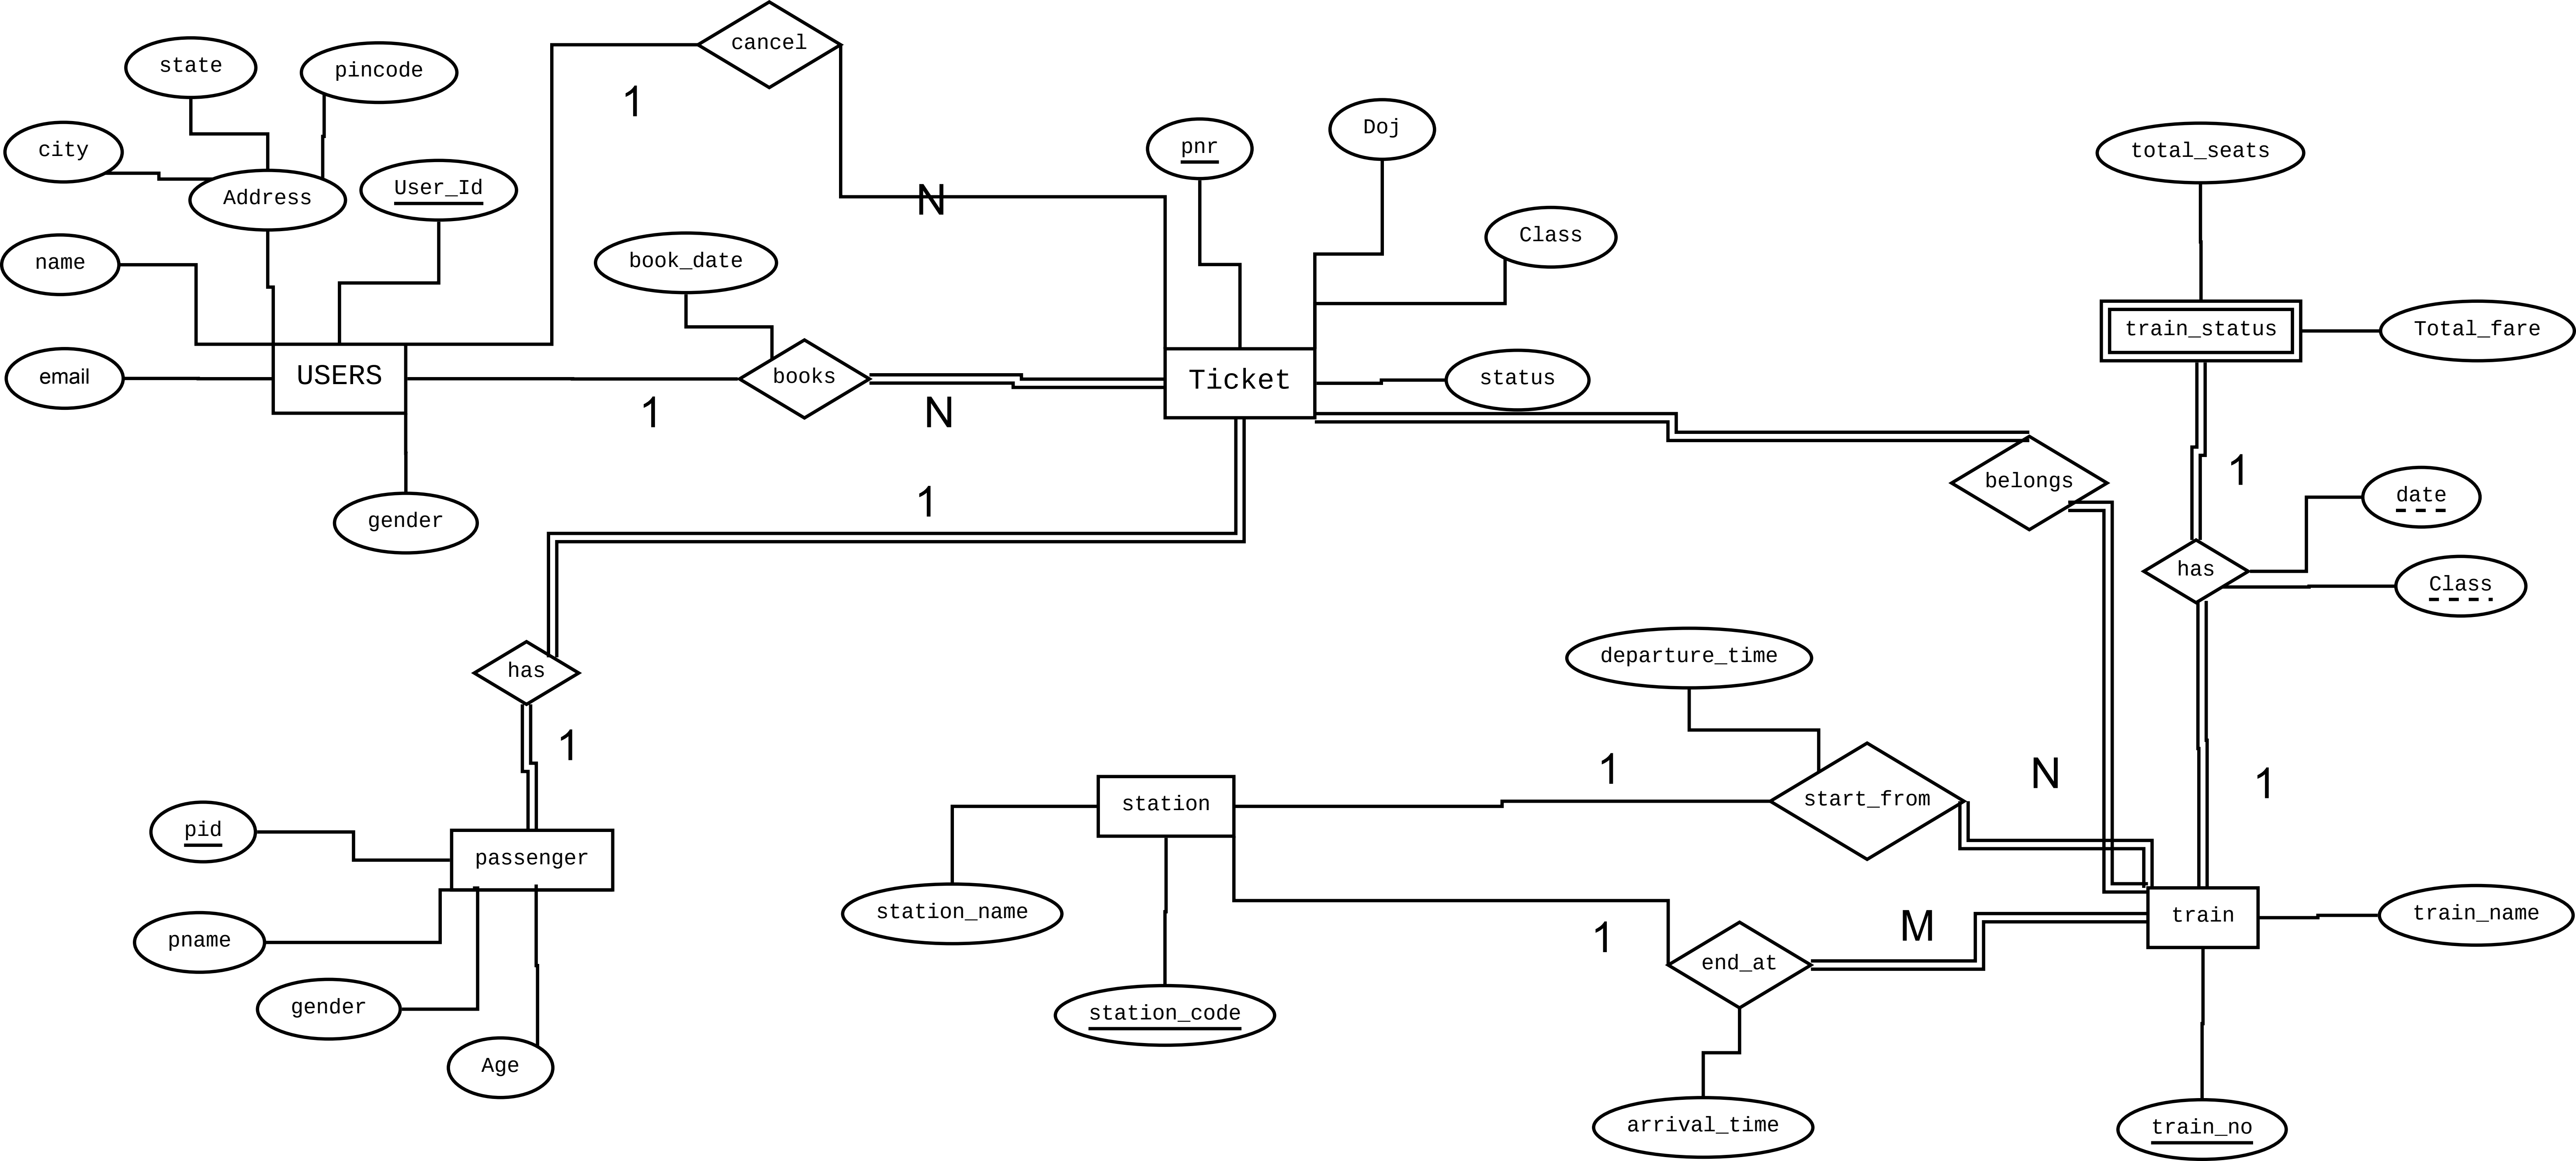 cancel
state
pincode
1
Doj
city
pnr
total_seats
User_Id
Address
N
Class
name
book_date
train_status
Total_fare
email
USERS
books
Ticket
status
1
N
1
belongs
date
1
gender
has
Class
departure_time
has
1
1
N
1
start_from
station
pid
passenger
station_name
M
train
train_name
pname
1
end_at
gender
station_code
Age
arrival_time
train_no